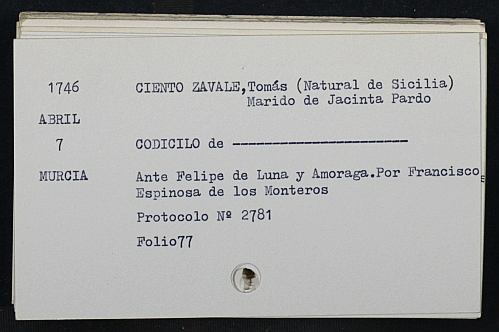 1746 CIENTO ZAVALE,Tomás (Natural de Sicilia)
Marido de Jacinta Pardo
ABRIL
7 CODICILO de ----------------------
MURCIA Ante Felipe de Luna y Amoraga.Por Francisco
Espinosa de los Monteros
Protocolo Nº 2781
Folio77